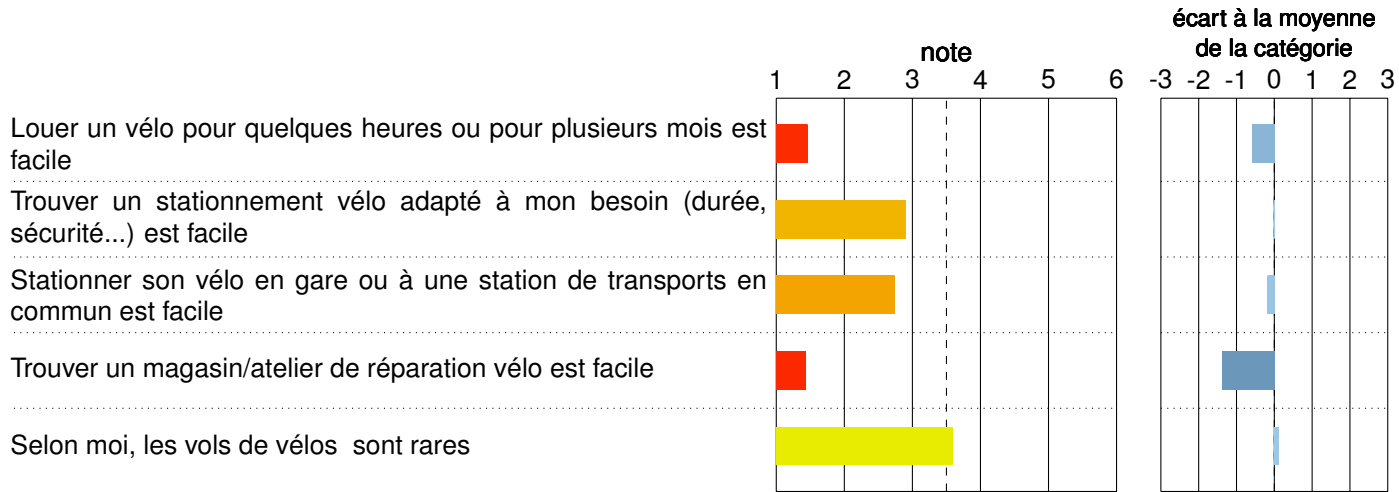 écart à la moyenne
de la catégorie
note
1 2 3 4 5 6
-3 -2 -1 0 1 2 3
Louer un vélo pour quelques heures ou pour plusieurs mois est
facile
Trouver un stationnement vélo adapté à mon besoin (durée,
sécurité...) est facile
Stationner son vélo en gare ou à une station de transports en
commun est facile
Trouver un magasin/atelier de réparation vélo est facile
Selon moi, les vols de vélos sont rares